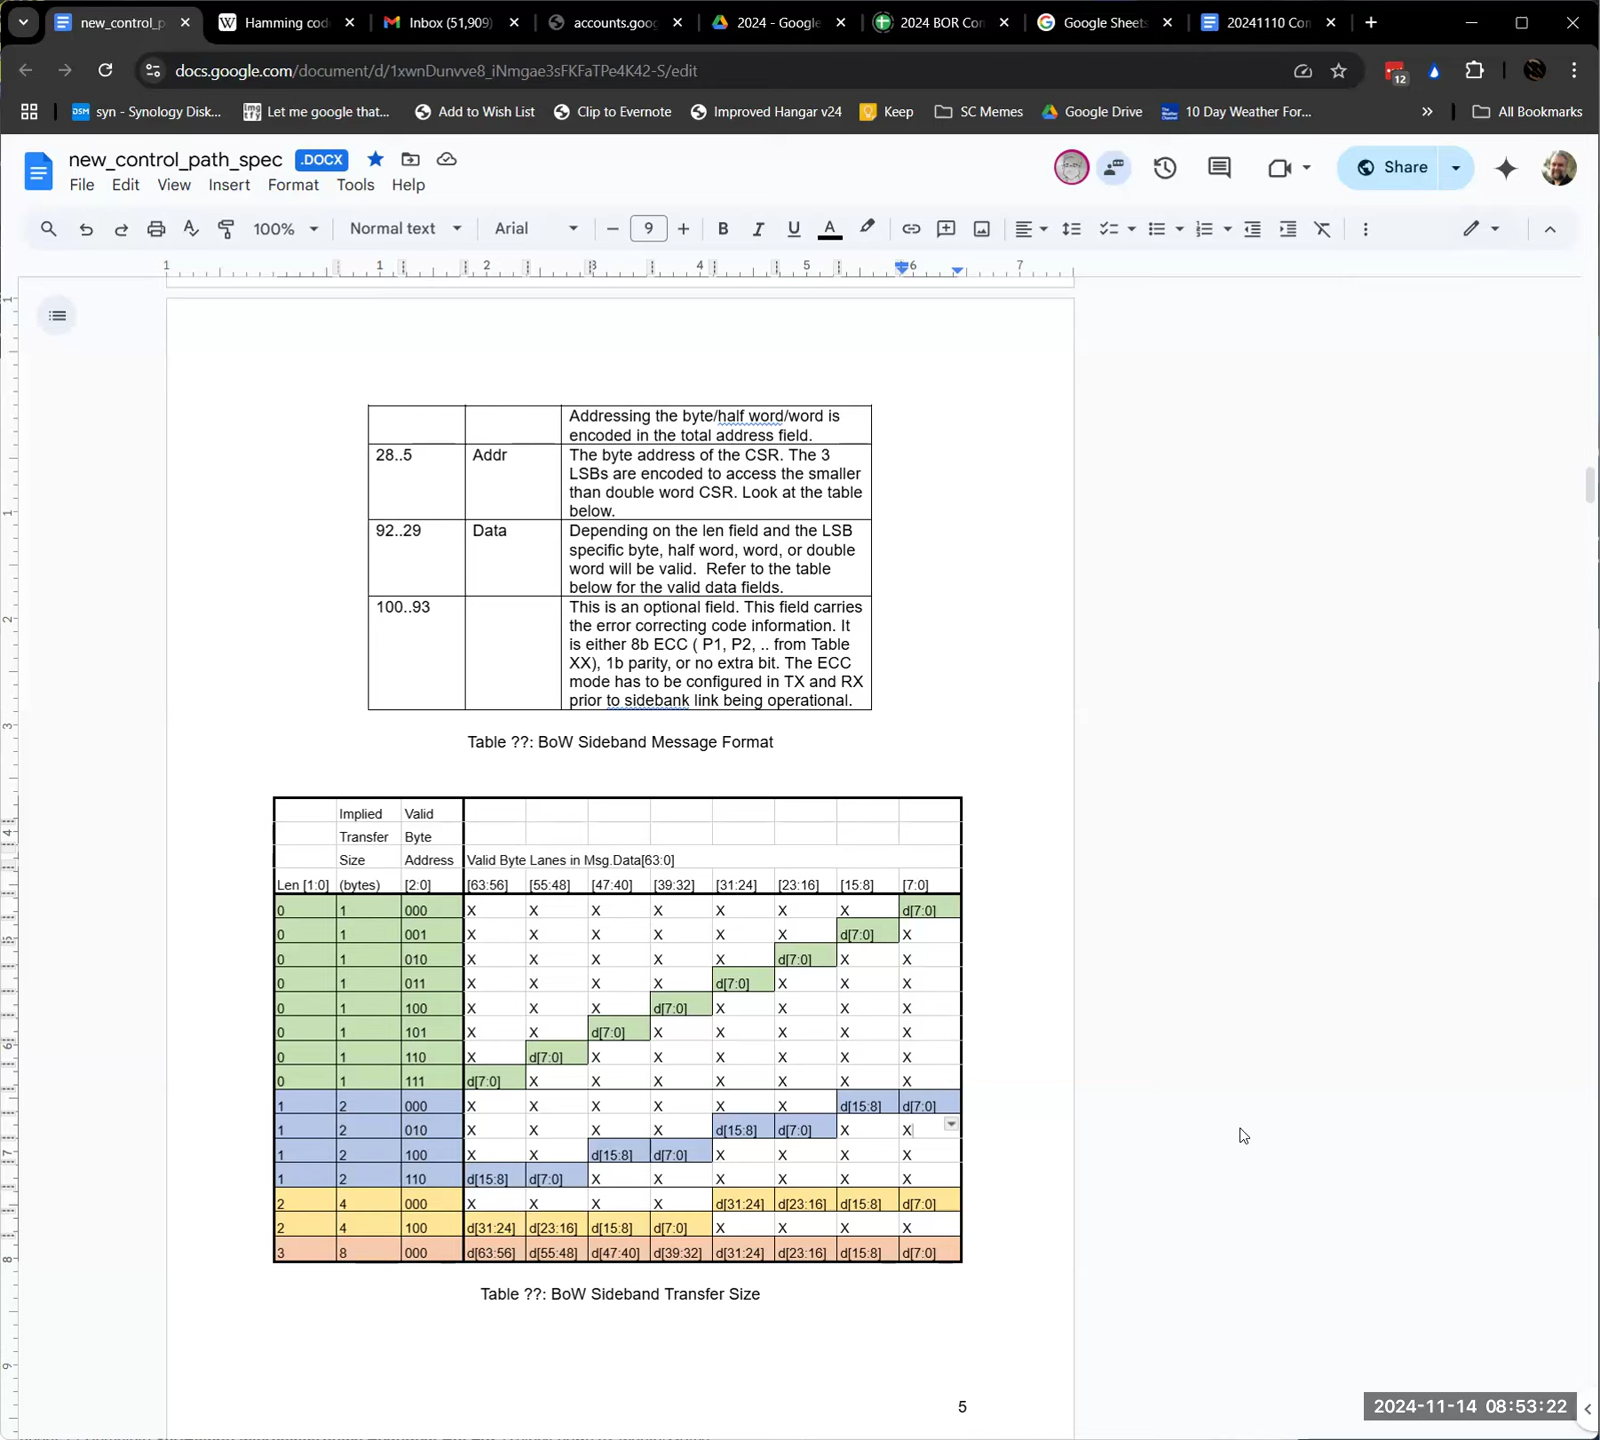 new_control_p
Hamming cod
Inbox (51,909)
accounts.goog
2024 - Google
2024 BOR Con
Google Sheets
20241110 Con
docs.google.com/document/d/1xwnDunvve8_iNmgae3sFKFaTPe4K42-S/edit
12
syn - Synology Disk...
Let me google that...
Add to Wish List
Clip to Evernote
Improved Hangar v24
Keep
SC Memes
Google Drive
10 Day Weather For...
All Bookmarks
new_control_path_spec .DOCX
File Edit View Insert Format Tools Help
Share
100% Normal text Arial 9
1 1 2 3 4 5 6 7
Addressing the byte/half word/word is
encoded in the total address field.
28..5 Addr The byte address of the CSR. The 3
LSBs are encoded to access the smaller
than double word CSR. Look at the table
below.
92..29 Data Depending on the len field and the LSB
specific byte, half word, word, or double
word will be valid. Refer to the table
below for the valid data fields.
100..93 This is an optional field. This field carries
the error correcting code information. It
is either 8b ECC ( P1, P2, .. from Table
XX), 1b parity, or no extra bit. The ECC
mode has to be configured in TX and RX
prior to sidebank link being operational.
Table ??: BoW Sideband Message Format
Implied Valid
Transfer Byte
Size Address Valid Byte Lanes in Msg.Data[63:0]
Len [1:0] (bytes) [2:0] [63:56] [55:48] [47:40] [39:32] [31:24] [23:16] [15:8] [7:0]
0 1 000 X X X X X X X d[7:0]
0 1 001 X X X X X X d[7:0] X
0 1 010 X X X X X d[7:0] X X
0 1 011 X X X X d[7:0] X X X
0 1 100 X X X d[7:0] X X X X
0 1 101 X X d[7:0] X X X X X
0 1 110 X d[7:0] X X X X X X
0 1 111 d[7:0] X X X X X X X
1 2 000 X X X X X X d[15:8] d[7:0]
1 2 010 X X X X d[15:8] d[7:0] X X
1 2 100 X X d[15:8] d[7:0] X X X X
1 2 110 d[15:8] d[7:0] X X X X X X
2 4 000 X X X X d[31:24] d[23:16] d[15:8] d[7:0]
2 4 100 d[31:24] d[23:16] d[15:8] d[7:0] X X X X
3 8 000 d[63:56] d[55:48] d[47:40] d[39:32] d[31:24] d[23:16] d[15:8] d[7:0]
Table ??: BoW Sideband Transfer Size
5
2024-11-14 08:53:22